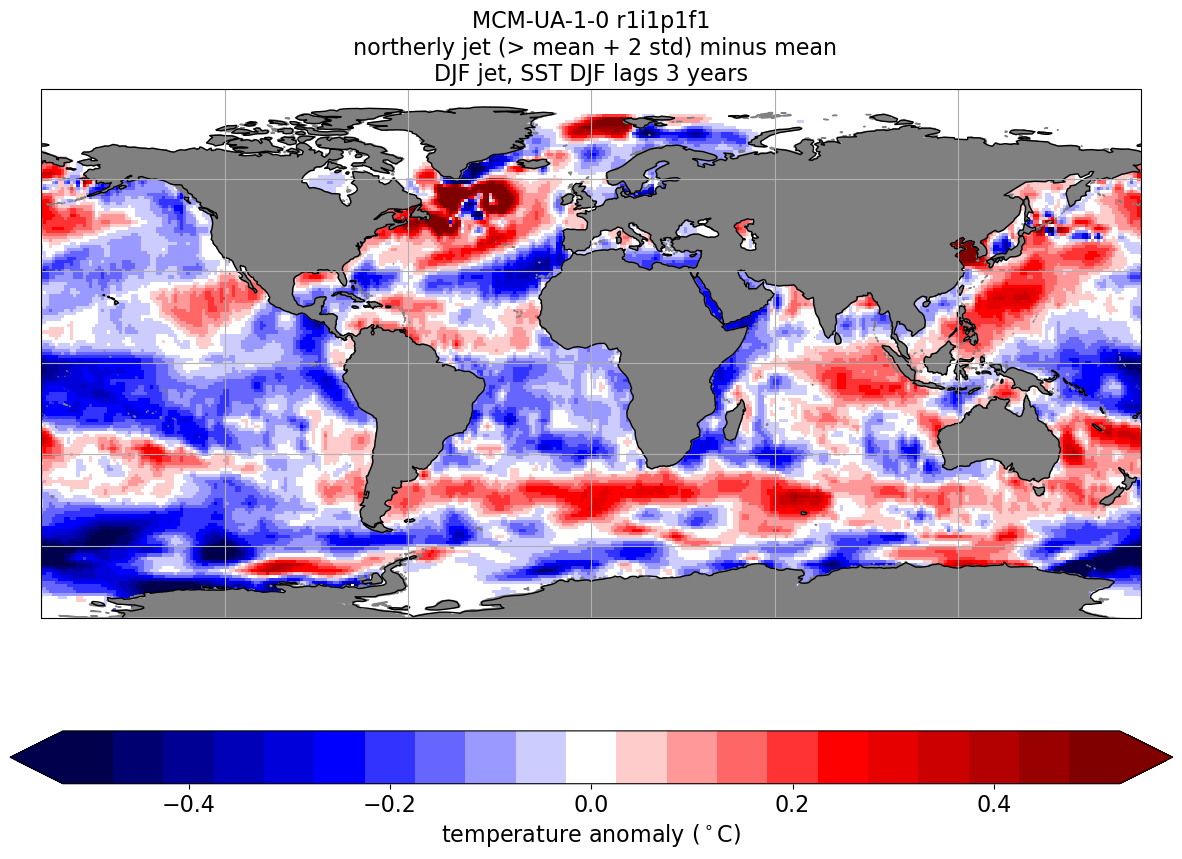 MCM-UA-1-0 r1i1p1f1
northerly jet (> mean + 2 std) minus mean
DJF jet, SST DJF lags 3 years
−0.4 −0.2 0.0 0.2 0.4
temperature anomaly (∘C)